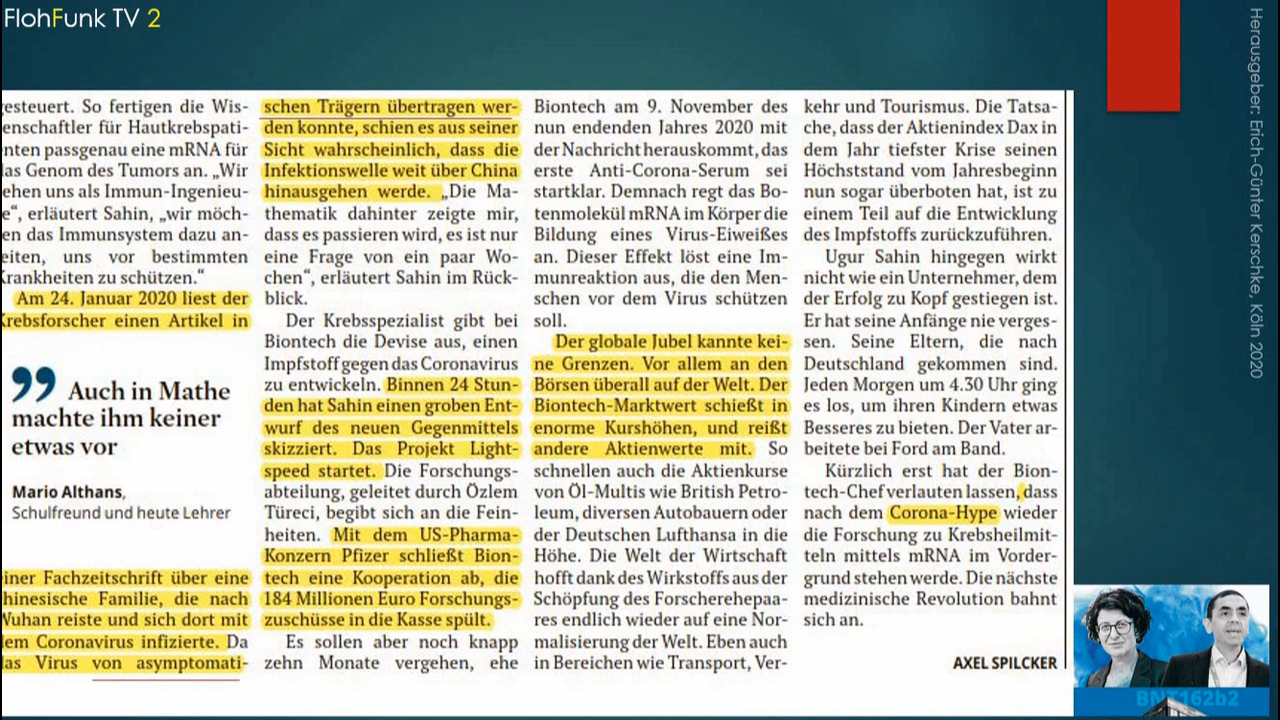 FlohFunk TV 2
gesteuert. So fertigen die Wis-
enschaftler für Hautkrebspati-
nten passgenau eine mRNA für
das Genom des Tumors an. „Wir
ehen uns als Immun-Ingenieu-
e“, erläutert Sahin, „wir möch-
en das Immunsystem dazu an-
eiten, uns vor bestimmten
Krankheiten zu schützen.“
Am 24. Januar 2020 liest der
Krebsforscher einen Artikel in
” Auch in Mathe
machte ihm keiner
etwas vor
Mario Althans,
Schulfreund und heute Lehrer
einer Fachzeitschrift über eine
chinesische Familie, die nach
Wuhan reiste und sich dort mit
dem Coronavirus infizierte. Da
das Virus von asymptomati-
schen Trägern übertragen wer-
den konnte, schien es aus seiner
Sicht wahrscheinlich, dass die
Infektionswelle weit über China
hinausgehen werde. „Die Ma-
thematik dahinter zeigte mir,
dass es passieren wird, es ist nur
eine Frage von ein paar Wo-
chen“, erläutert Sahin im Rück-
blick.
Der Krebsspezialist gibt bei
Biontech die Devise aus, einen
Impfstoff gegen das Coronavirus
zu entwickeln. Binnen 24 Stun-
den hat Sahin einen groben Ent-
wurf des neuen Gegenmittels
skizziert. Das Projekt Light-
speed startet. Die Forschungs-
abteilung, geleitet durch Özlem
Türeci, begibt sich an die Fein-
heiten. Mit dem US-Pharma-
Konzern Pfizer schließt Bion-
tech eine Kooperation ab, die
184 Millionen Euro Forschungs-
zuschüsse in die Kasse spült.
Es sollen aber noch knapp
zehn Monate vergehen, ehe
Biontech am 9. November des
nun endenden Jahres 2020 mit
der Nachricht herauskommt, das
erste Anti-Corona-Serum sei
startklar. Demnach regt das Bo-
tenmolekül mRNA im Körper die
Bildung eines Virus-Eiweißes
an. Dieser Effekt löst eine Im-
munreaktion aus, die den Men-
schen vor dem Virus schützen
soll.
Der globale Jubel kannte kei-
ne Grenzen. Vor allem an den
Börsen überall auf der Welt. Der
Biontech-Marktwert schießt in
enorme Kurshöhen, und reißt
andere Aktienwerte mit. So
schnellen auch die Aktienkurse
von Öl-Multis wie British Petro-
leum, diversen Autobauern oder
der Deutschen Lufthansa in die
Höhe. Die Welt der Wirtschaft
hofft dank des Wirkstoffs aus der
Schöpfung des Forscherehepaa-
res endlich wieder auf eine Nor-
malisierung der Welt. Eben auch
in Bereichen wie Transport, Ver-
kehr und Tourismus. Die Tatsa-
che, dass der Aktienindex Dax in
dem Jahr tiefster Krise seinen
Höchststand vom Jahresbeginn
nun sogar überboten hat, ist zu
einem Teil auf die Entwicklung
des Impfstoffs zurückzuführen.
Ugur Sahin hingegen wirkt
nicht wie ein Unternehmer, dem
der Erfolg zu Kopf gestiegen ist.
Er hat seine Anfänge nie verges-
sen. Seine Eltern, die nach
Deutschland gekommen sind.
Jeden Morgen um 4.30 Uhr ging
es los, um ihren Kindern etwas
Besseres zu bieten. Der Vater ar-
beitete bei Ford am Band.
Kürzlich erst hat der Bion-
tech-Chef verlauten lassen, dass
nach dem Corona-Hype wieder
die Forschung zu Krebsheilmit-
teln mittels mRNA im Vorder-
grund stehen werde. Die nächste
medizinische Revolution bahnt
sich an.
AXEL SPILCKER
Herausgeber: Erich-Günter Kerschke, Köln 2020
BNT162b2